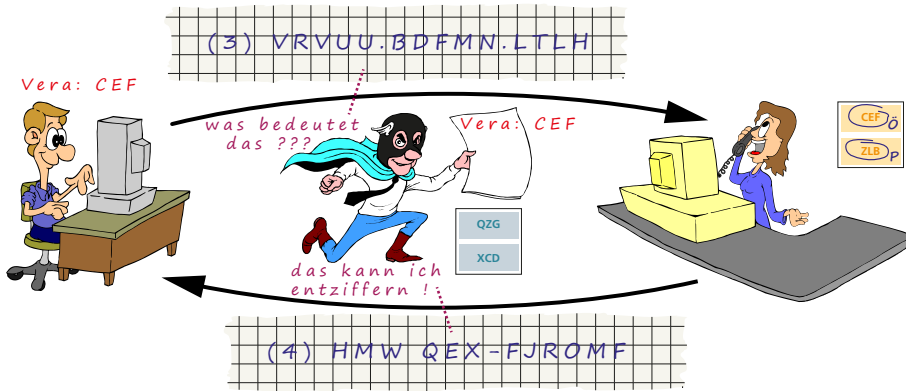 (3) VRVUU.BDFMN.LTLH
Vera: CEF
was bedeutet
das ???
Vera: CEF
CEF Ö
ZLB P
QZG
XCD
das kann ich
entziffern !
(4) HMW QEX-FJROMF